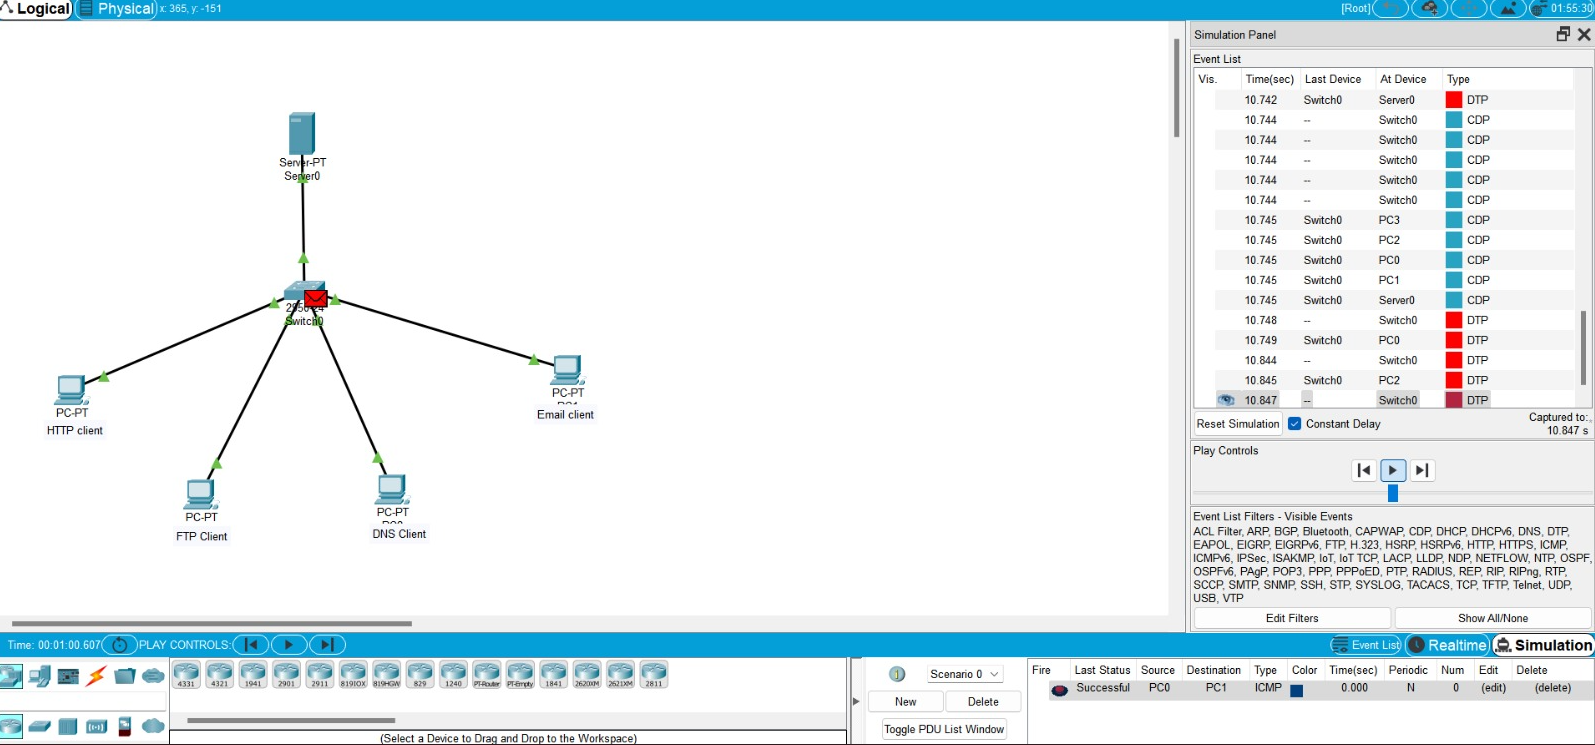 Logical Physical x: 365, y: -151 [Root] 01:55:30
Simulation Panel
Event List
Vis. Time(sec) Last Device At Device Type
10.742 Switch0 Server0 DTP
10.744 -- Switch0 CDP
10.744 -- Switch0 CDP
10.744 -- Switch0 CDP
10.744 -- Switch0 CDP
10.744 -- Switch0 CDP
10.745 Switch0 PC3 CDP
10.745 Switch0 PC2 CDP
10.745 Switch0 PC0 CDP
10.745 Switch0 PC1 CDP
10.745 Switch0 Server0 CDP
10.748 -- Switch0 DTP
10.749 Switch0 PC0 DTP
10.844 -- Switch0 DTP
10.845 Switch0 PC2 DTP
10.847 -- Switch0 DTP
Reset Simulation Constant Delay Captured to:
10.847 s
Play Controls
Event List Filters - Visible Events
ACL Filter, ARP, BGP, Bluetooth, CAPWAP, CDP, DHCP, DHCPv6, DNS, DTP,
EAPOL, EIGRP, EIGRPv6, FTP, H.323, HSRP, HSRPv6, HTTP, HTTPS, ICMP,
ICMPv6, IPSec, ISAKMP, IoT, IoT TCP, LACP, LLDP, NDP, NETFLOW, NTP, OSPF,
OSPFv6, PAgP, POP3, PPP, PPPoED, PTP, RADIUS, REP, RIP, RIPng, RTP,
SCCP, SMTP, SNMP, SSH, STP, SYSLOG, TACACS, TCP, TFTP, Telnet, UDP,
USB, VTP
Edit Filters Show All/None
Server-PT
Server0
Switch0
PC-PT
HTTP client
PC-PT
FTP Client
PC-PT
DNS Client
PC-PT
Email client
Time: 00:01:00.607 PLAY CONTROLS: Event List Realtime Simulation
4331 4321 1941 2901 2911 819IOX 819HGW 829 1240 PT-Router PT-Empty 1841 2620XM 2621XM 2811
(Select a Device to Drag and Drop to the Workspace)
Scenario 0
New Delete
Toggle PDU List Window
Fire Last Status Source Destination Type Color Time(sec) Periodic Num Edit Delete
Successful PC0 PC1 ICMP 0.000 N 0 (edit) (delete)